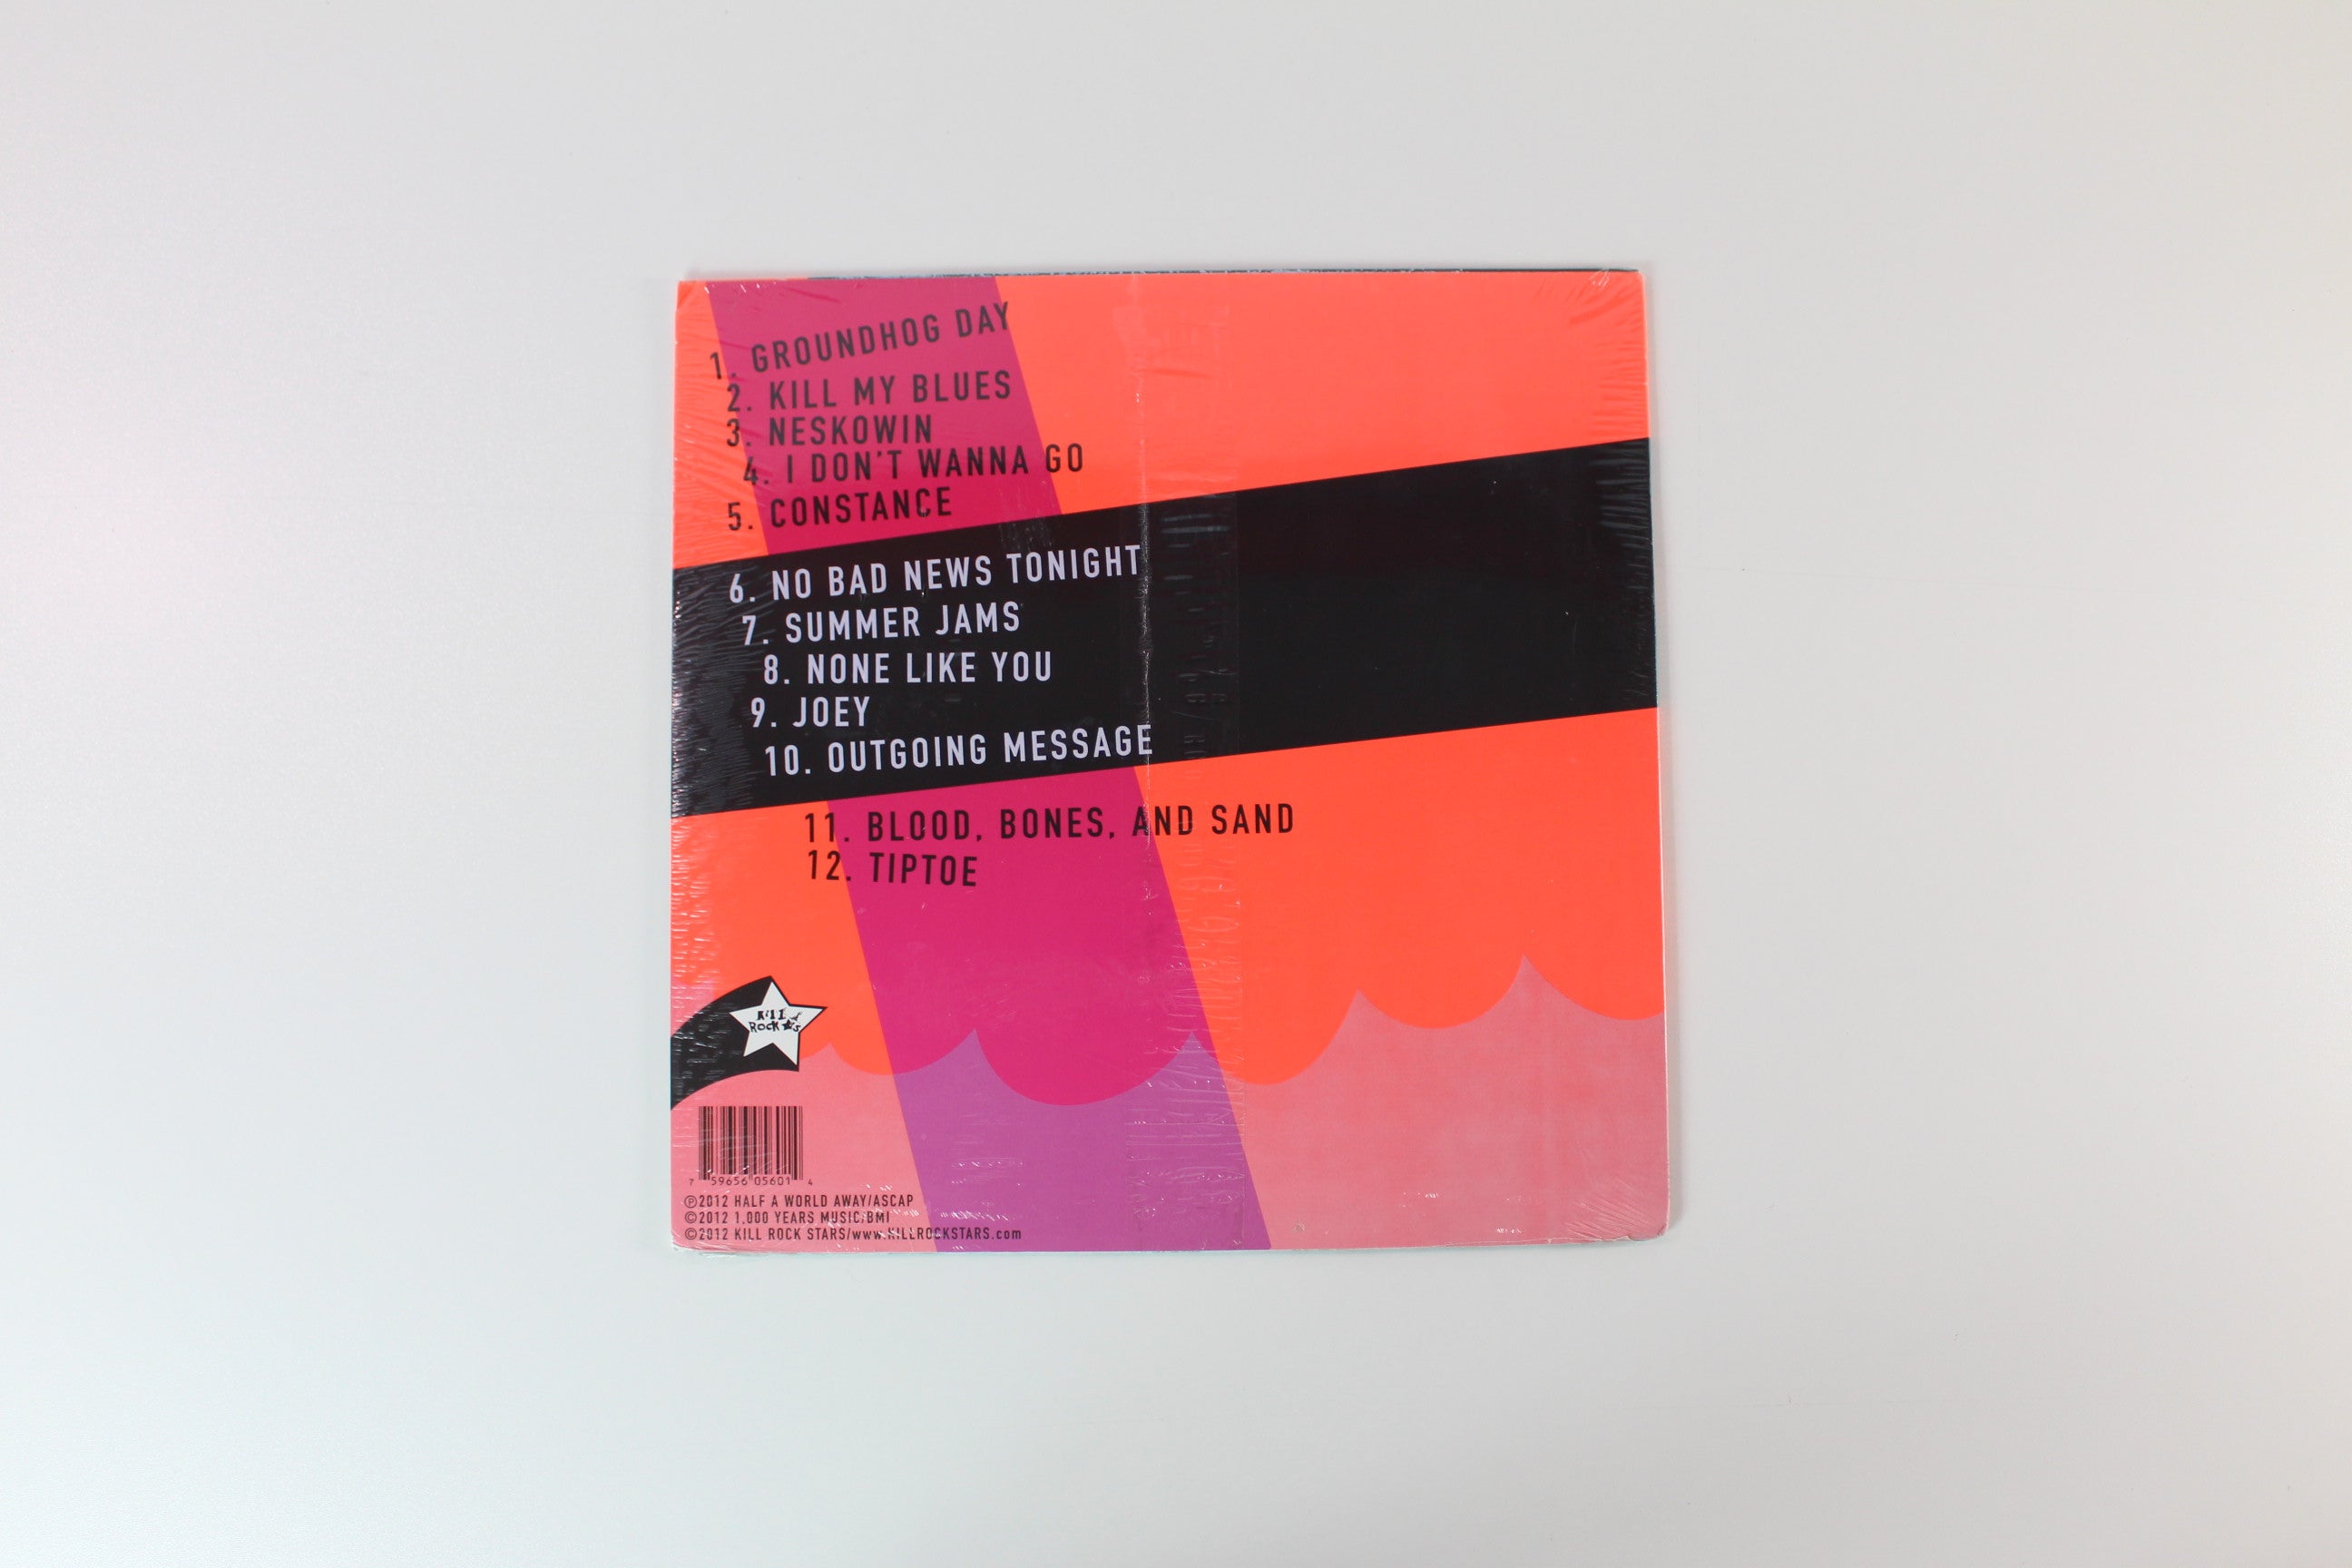 1. GROUNDHOG DAY
2. KILL MY BLUES
3. NESKOWIN
4. I DON'T WANNA GO
5. CONSTANCE
6. NO BAD NEWS TONIGHT
7. SUMMER JAMS
8. NONE LIKE YOU
9. JOEY
10. OUTGOING MESSAGE
11. BLOOD, BONES, AND SAND
12. TIPTOE
KiLL
ROCK ★s
7 59656 05601 4
℗2012 HALF A WORLD AWAY/ASCAP
©2012 1,000 YEARS MUSIC/BMI
©2012 KILL ROCK STARS/www.KILLROCKSTARS.com